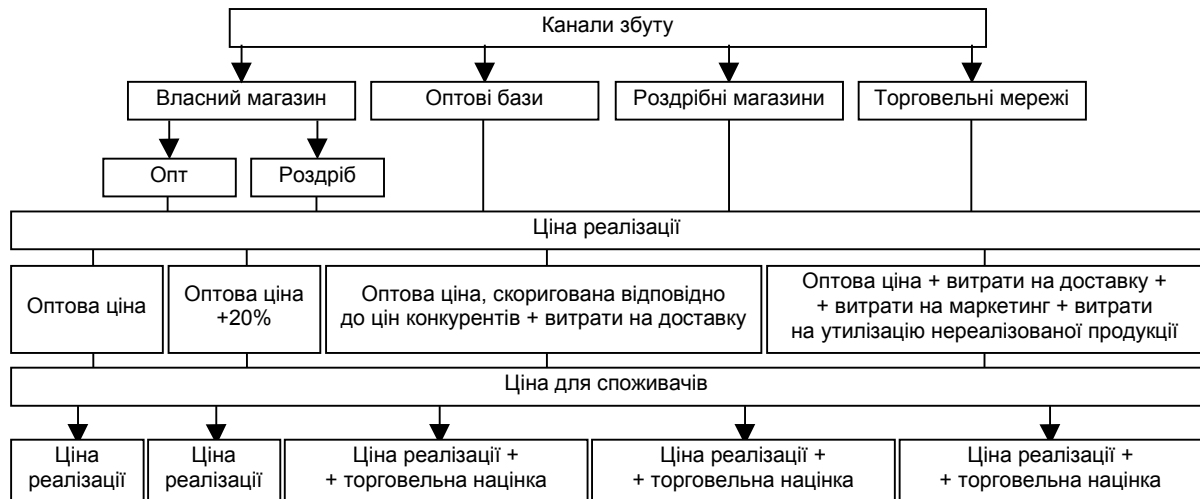 Канали збуту
Власний магазин
Оптові бази
Роздрібні магазини
Торговельні мережі
Опт
Роздріб
Ціна реалізації
Оптова ціна
Оптова ціна
+20%
Оптова ціна, скоригована відповідно
до цін конкурентів + витрати на доставку
Оптова ціна + витрати на доставку +
+ витрати на маркетинг + витрати
на утилізацію нереалізованої продукції
Ціна для споживачів
Ціна
реалізації
Ціна
реалізації
Ціна реалізації +
+ торговельна націнка
Ціна реалізації +
+ торговельна націнка
Ціна реалізації +
+ торговельна націнка